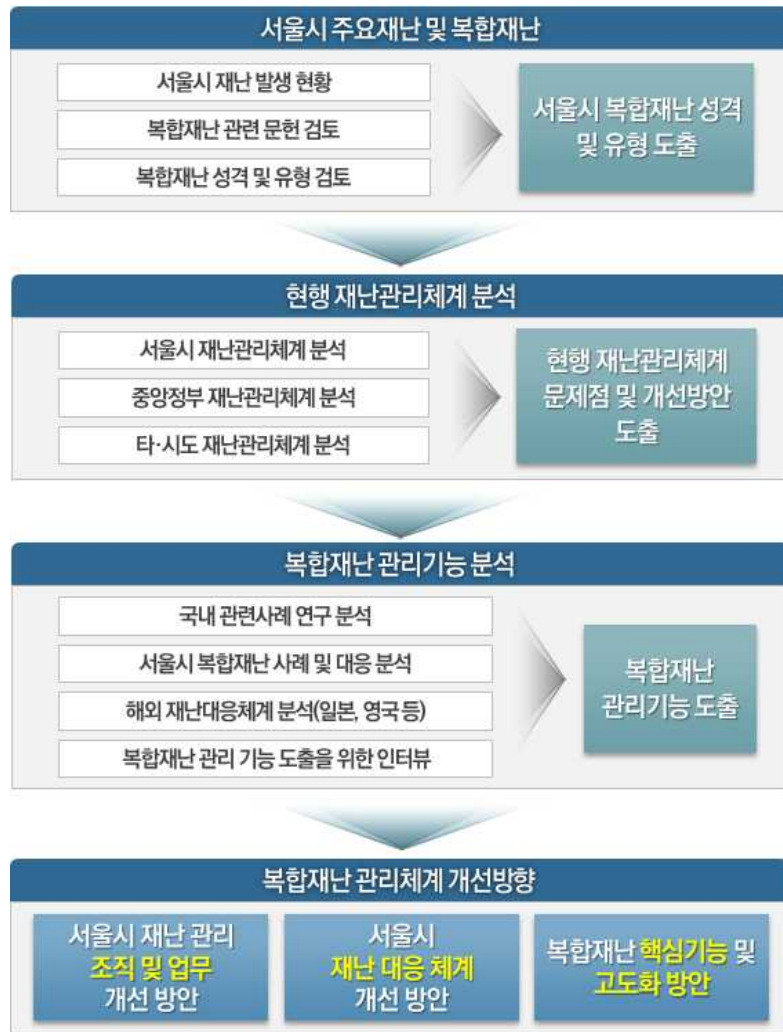 서울시 주요재난 및 복합재난
서울시 재난 발생 현황
복합재난 관련 문헌 검토
복합재난 성격 및 유형 검토
서울시 복합재난 성격
및 유형 도출
현행 재난관리체계 분석
서울시 재난관리체계 분석
중앙정부 재난관리체계 분석
타·시도 재난관리체계 분석
현행 재난관리체계
문제점 및 개선방안
도출
복합재난 관리기능 분석
국내 관련사례 연구 분석
서울시 복합재난 사례 및 대응 분석
해외 재난대응체계 분석(일본, 영국 등)
복합재난 관리 기능 도출을 위한 인터뷰
복합재난
관리기능 도출
복합재난 관리체계 개선방향
서울시 재난 관리
조직 및 업무
개선 방안
서울시
재난 대응 체계
개선 방안
복합재난 핵심기능 및
고도화 방안